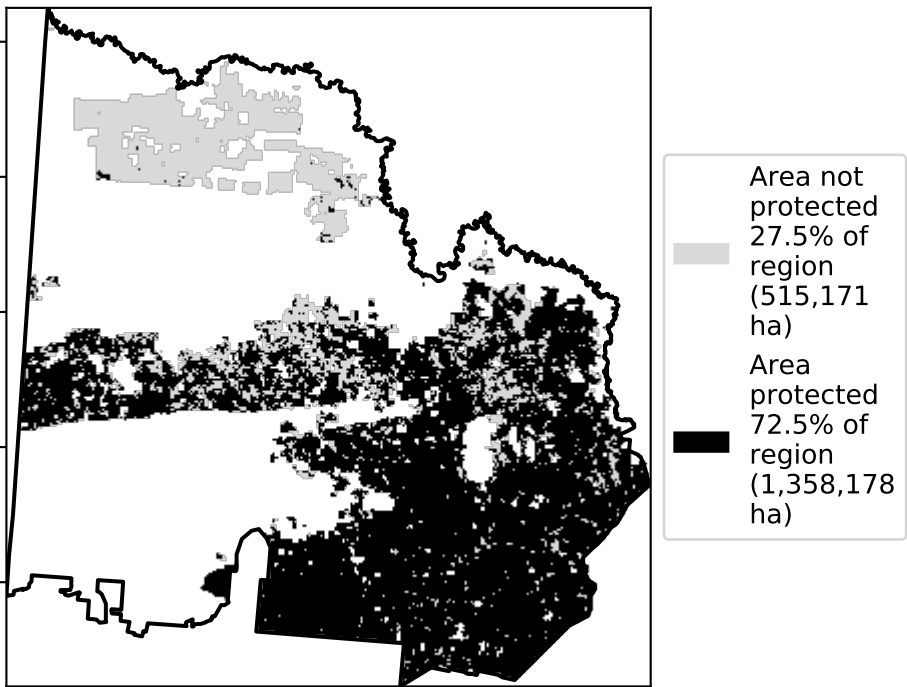 Area not
protected
27.5% of
region
(515,171
ha)
Area
protected
72.5% of
region
(1,358,178
ha)